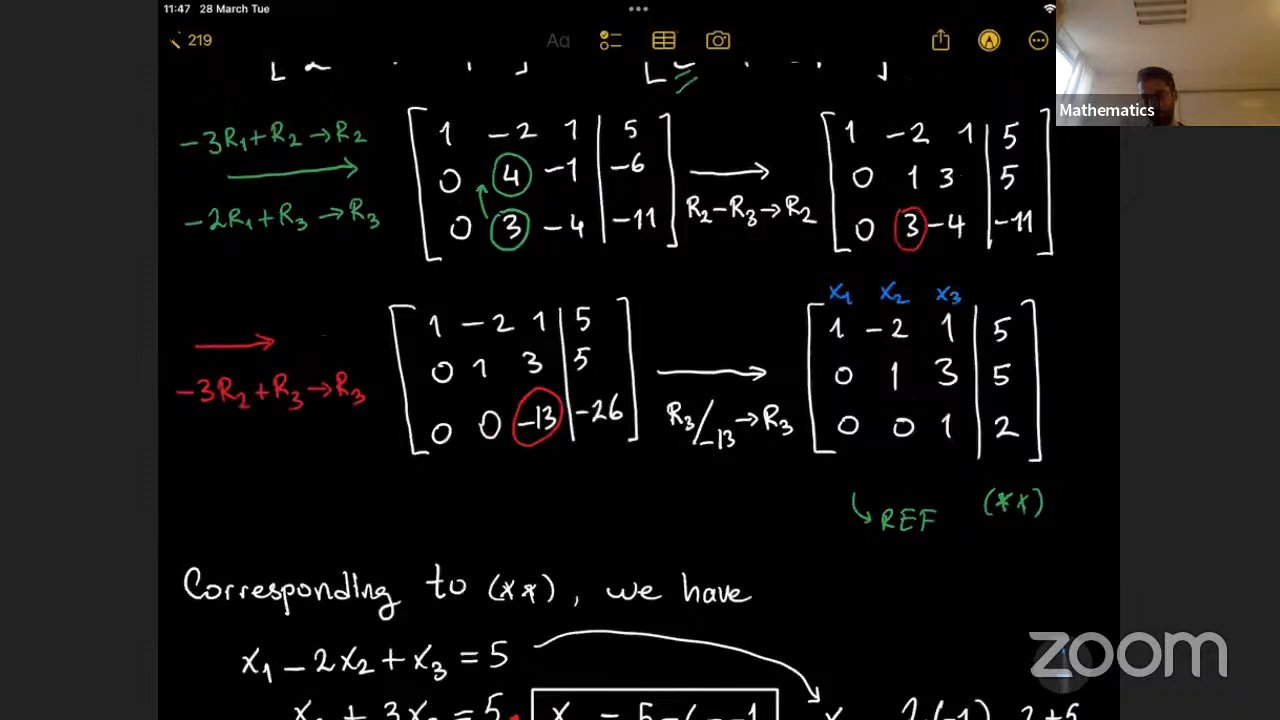 11:47 28 March Tue
219
Aa
Mathematics
-3R₁+R₂→R₂
-2R₁+R₃→R₃
1 -2 1 | 5
0 4 -1 | -6
0 3 -4 | -11
R₂-R₃→R₂
1 -2 1 | 5
0 1 3 | 5
0 3 -4 | -11
-3R₂+R₃→R₃
1 -2 1 | 5
0 1 3 | 5
0 0 -13 | -26
R₃/-13→R₃
x₁ x₂ x₃
1 -2 1 | 5
0 1 3 | 5
0 0 1 | 2
↳REF (**)
Corresponding to (**), we have
x₁-2x₂+x₃=5
zoom